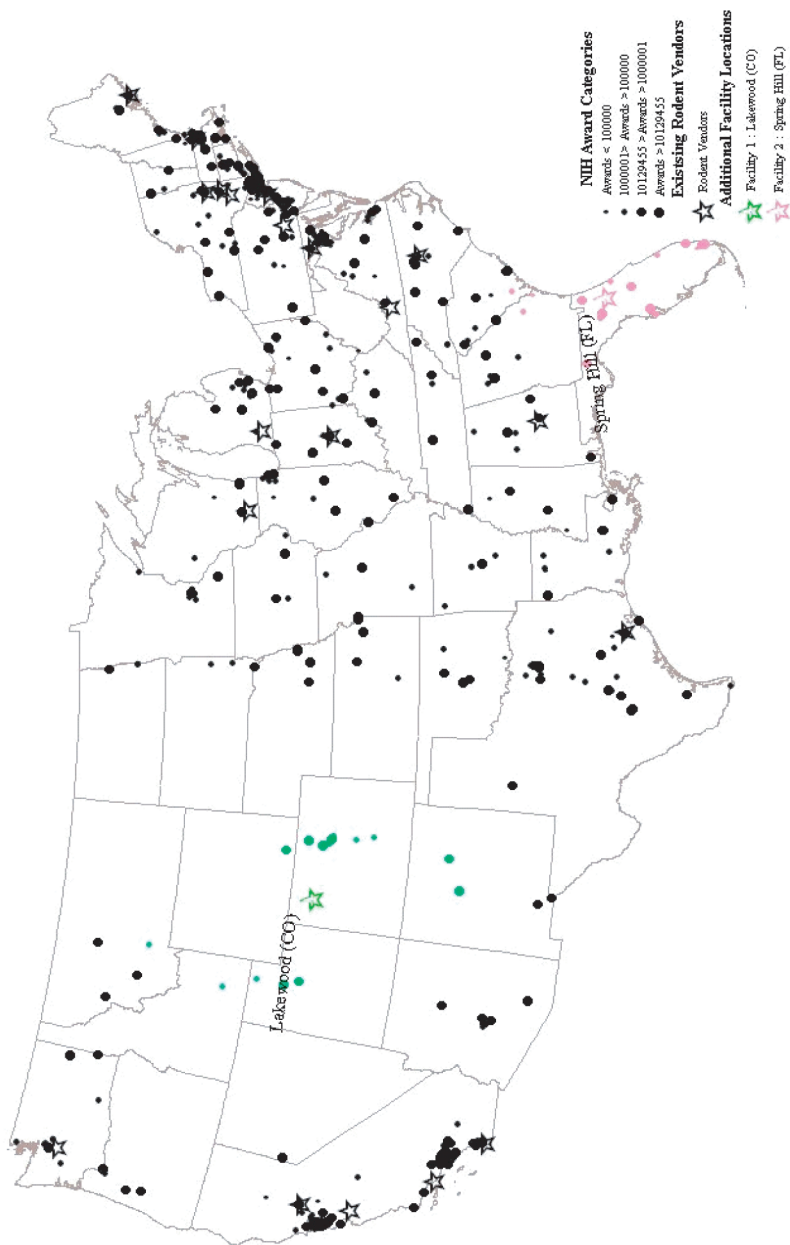 NIH Award Categories
Awards < 100000
1000001> Awards > 100000
10129455 > Awards > 1000001
Awards > 10129455
Existsing Rodent Vendors
Rodent Vendors
Additional Facility Locations
Facility 1 : Lakewood (CO)
Facility 2 : Spring Hill (FL)
Lakewood (CO)
Spring Hill (FL)